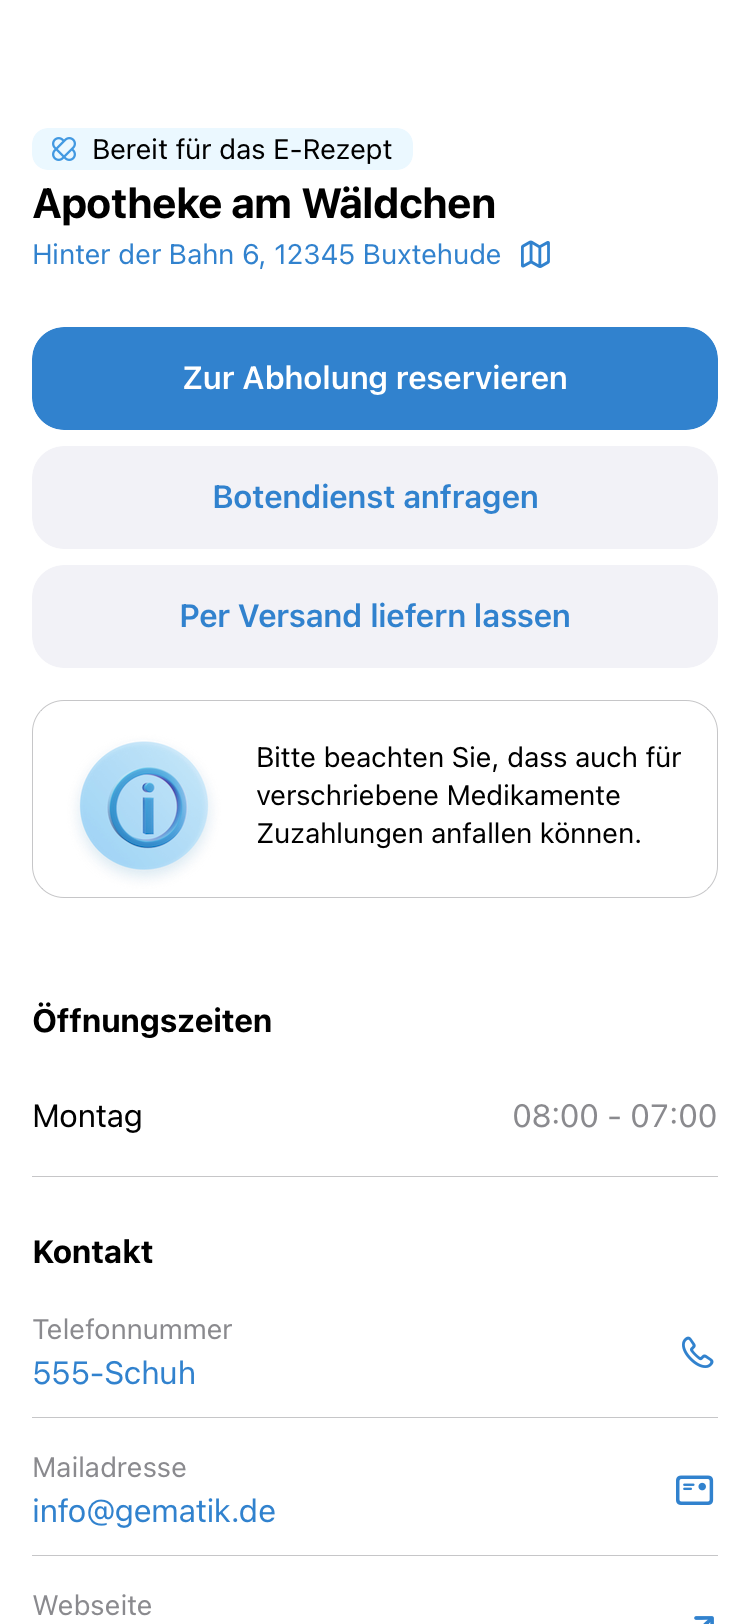 Bereit für das E-Rezept
Apotheke am Wäldchen
Hinter der Bahn 6, 12345 Buxtehude
Zur Abholung reservieren
Botendienst anfragen
Per Versand liefern lassen
Bitte beachten Sie, dass auch für
verschriebene Medikamente
Zuzahlungen anfallen können.
Öffnungszeiten
Montag 08:00 - 07:00
Kontakt
Telefonnummer
555-Schuh
Mailadresse
info@gematik.de
Webseite